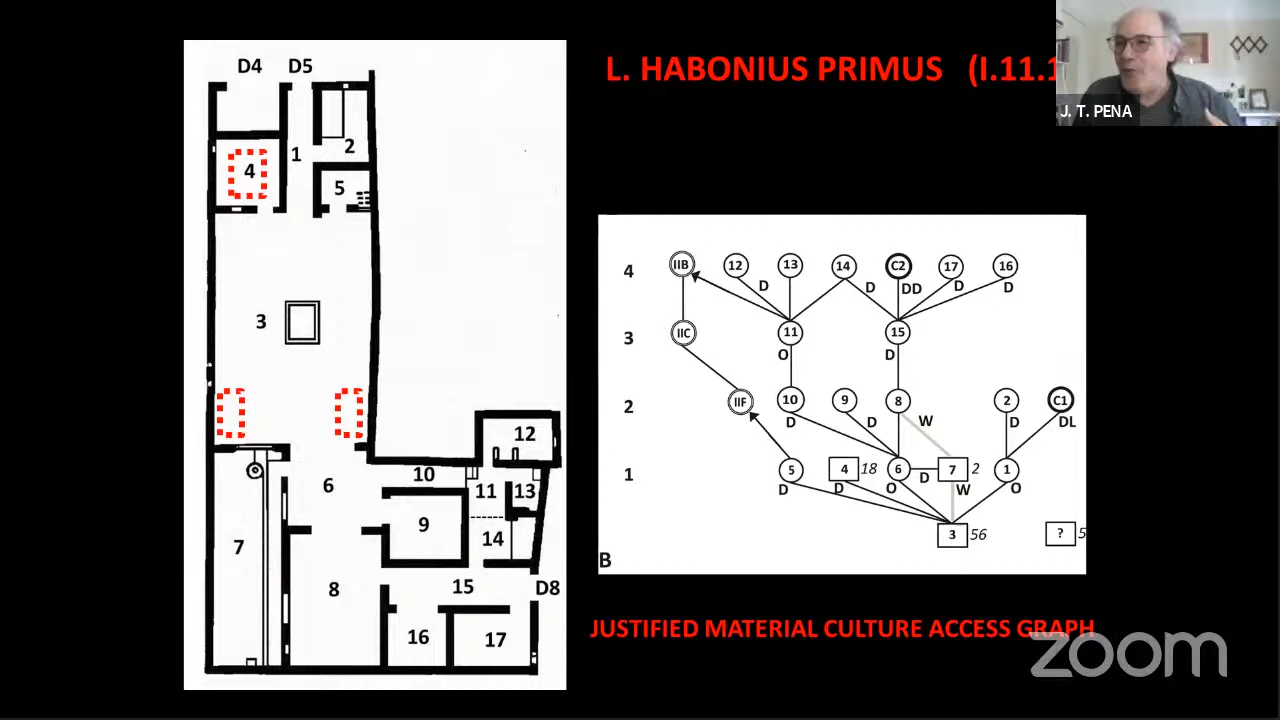 L. HABONIUS PRIMUS (I.11.1
J. T. PENA
D4 D5
2
1
4
5
3
12
10
11 13
6
9
14
7
8
15 D8
16 17
4 IIB 12 13 14 C2 17 16
D D DD D D
3 IIC 11 15
O D
2 IIF 10 9 8 2 C1
D D W D DL
1 5 4 18 6 7 2 1
D D O D W O
3 56 ? 5
B
JUSTIFIED MATERIAL CULTURE ACCESS GRAPH
zoom